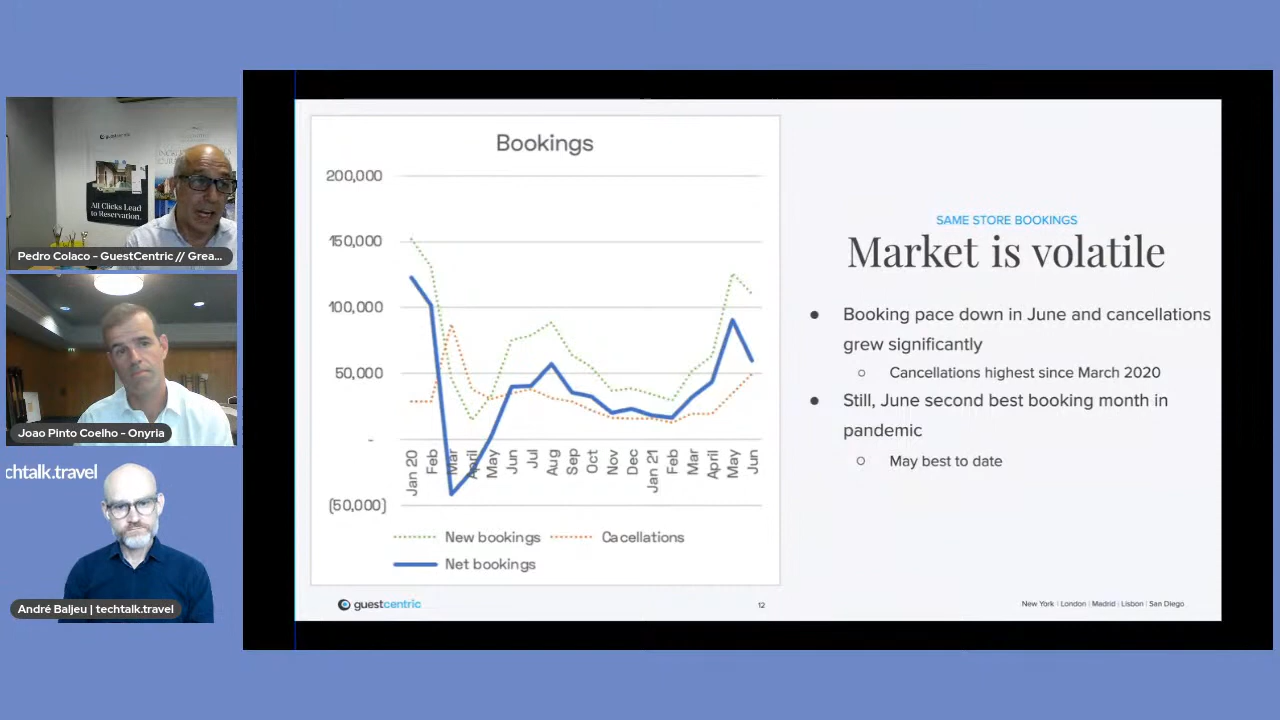 guestcentric
All Clicks Lead
to Reservation.
Pedro Colaco - GuestCentric // Grea...
Joao Pinto Coelho - Onyria
chtalk.travel
André Baljeu | techtalk.travel
Bookings
200,000
150,000
100,000
50,000
-
(50,000)
Jan 20 Feb Mar April May Jun Jul Aug Sep Oct Nov Dec Jan 21 Feb Mar April May Jun
New bookings Cacellations
Net bookings
SAME STORE BOOKINGS
Market is volatile
● Booking pace down in June and cancellations
grew significantly
○ Cancellations highest since March 2020
● Still, June second best booking month in
pandemic
○ May best to date
guestcentric
12
New York | London | Madrid | Lisbon | San Diego